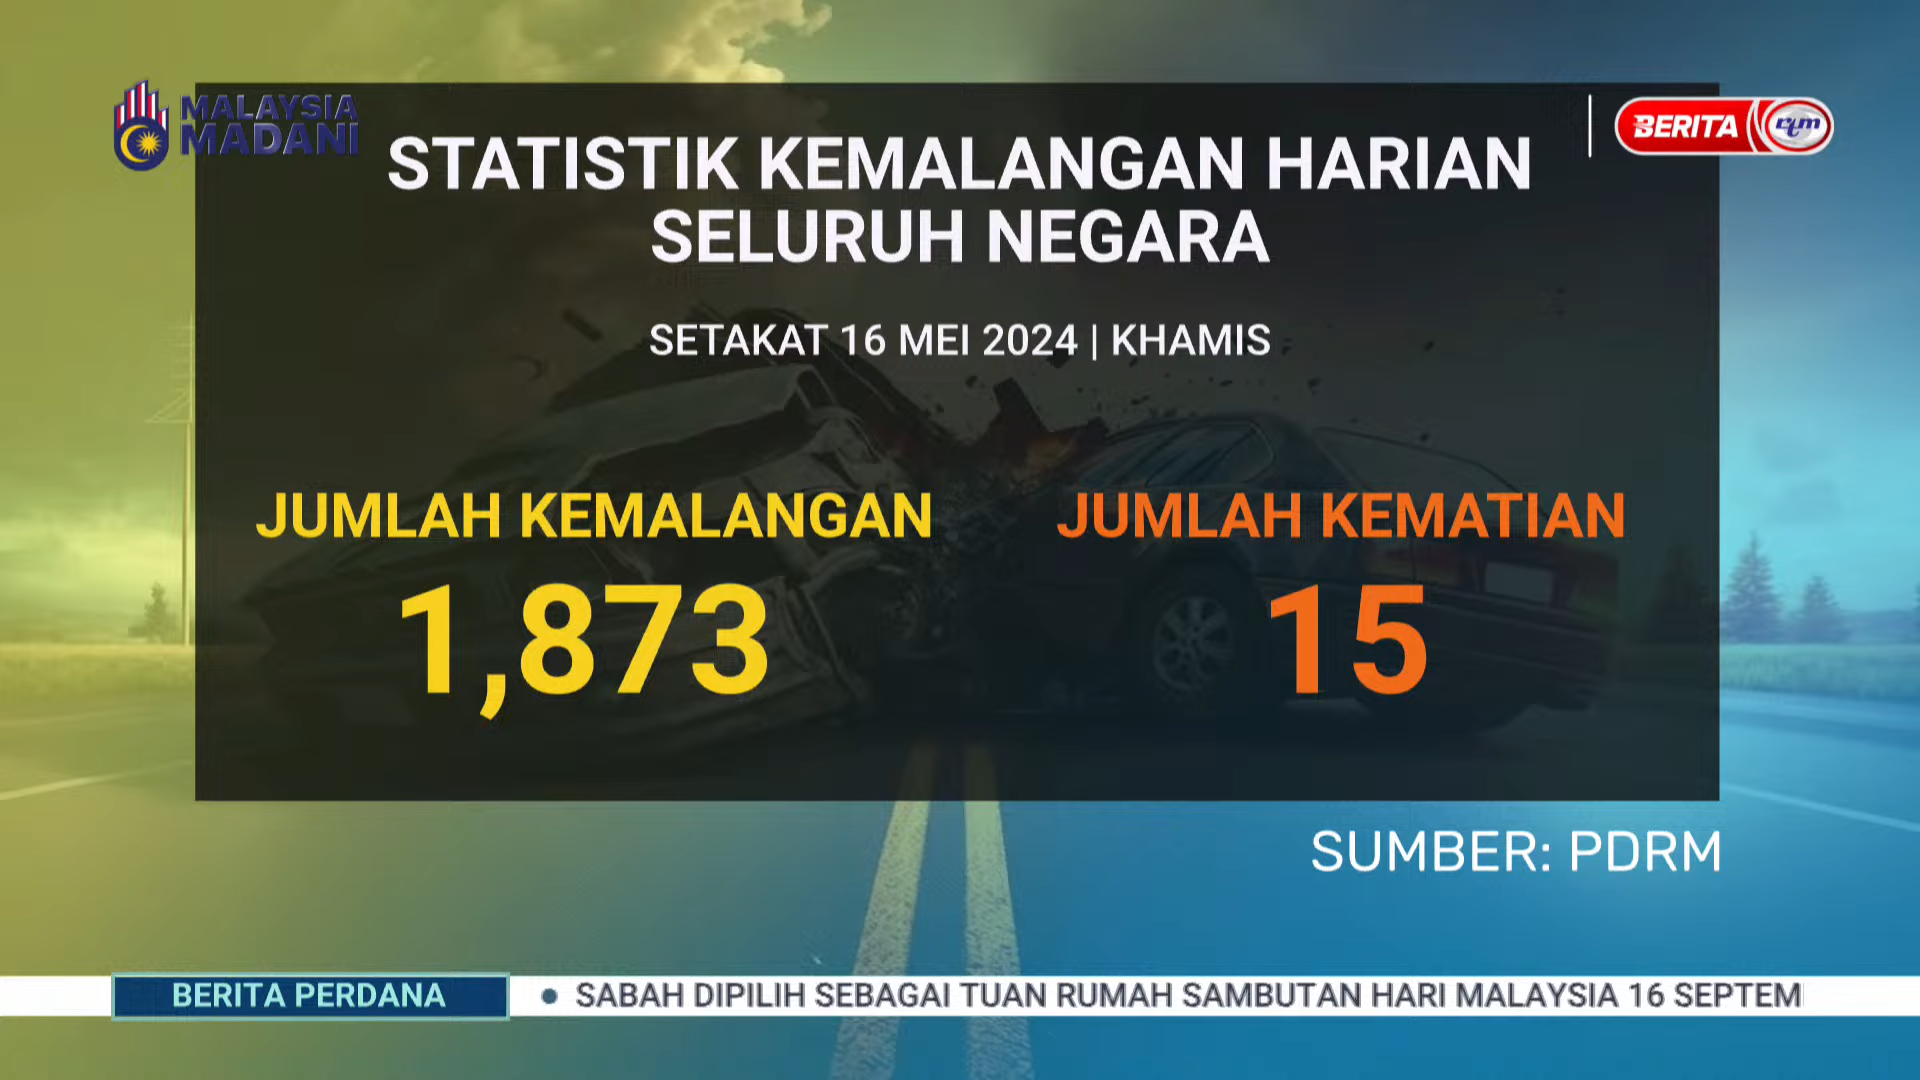 MALAYSIA
MADANI
BERITA rtm
STATISTIK KEMALANGAN HARIAN
SELURUH NEGARA
SETAKAT 16 MEI 2024 | KHAMIS
JUMLAH KEMALANGAN
1,873
JUMLAH KEMATIAN
15
SUMBER: PDRM
BERITA PERDANA
• SABAH DIPILIH SEBAGAI TUAN RUMAH SAMBUTAN HARI MALAYSIA 16 SEPTEM